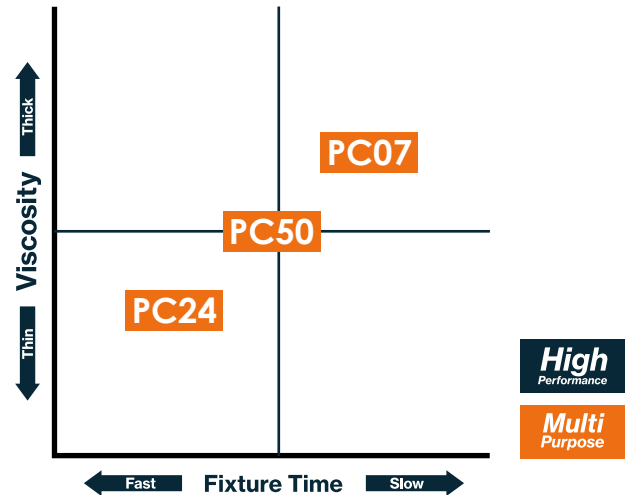 Thick
Viscosity
Thin
PC07
PC50
PC24
High
Performance
Multi
Purpose
Fast
Fixture Time
Slow